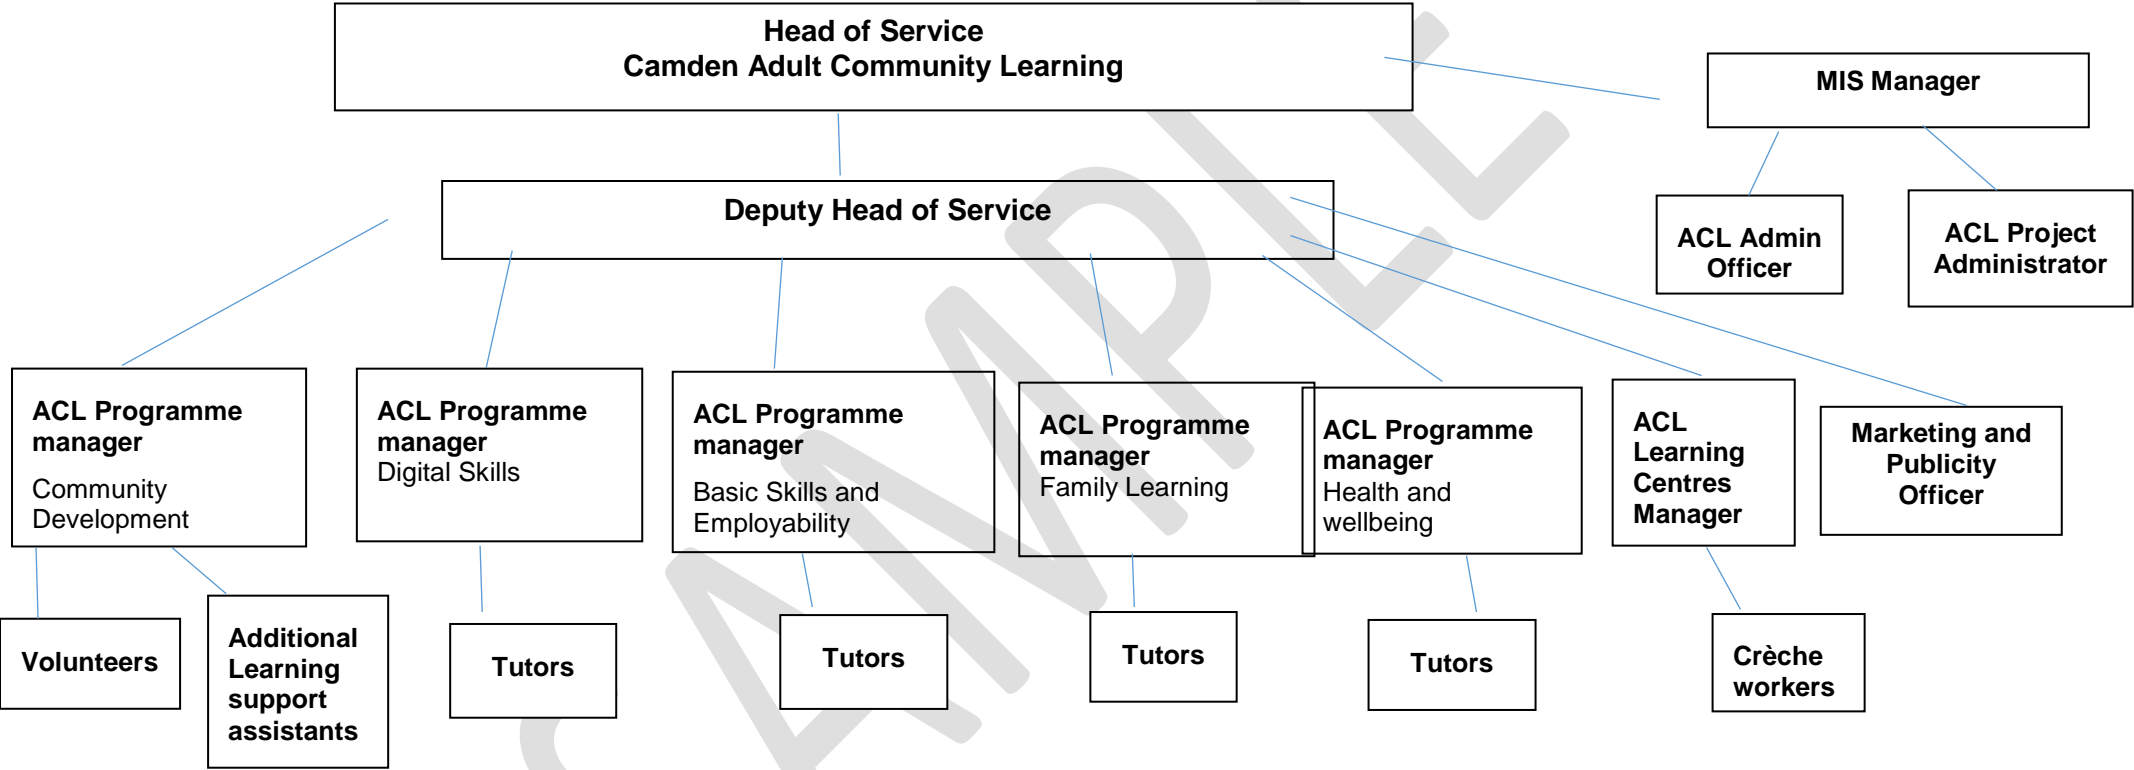 Head of Service
Camden Adult Community Learning
MIS Manager
Deputy Head of Service
ACL Admin
Officer
ACL Project
Administrator
ACL Programme
manager
Community
Development
ACL Programme
manager
Digital Skills
ACL Programme
manager
Basic Skills and
Employability
ACL Programme
manager
Family Learning
ACL Programme
manager
Health and
wellbeing
ACL
Learning
Centres
Manager
Marketing and
Publicity
Officer
Volunteers
Additional
Learning
support
assistants
Tutors
Tutors
Tutors
Tutors
Crèche
workers
SAMPLE